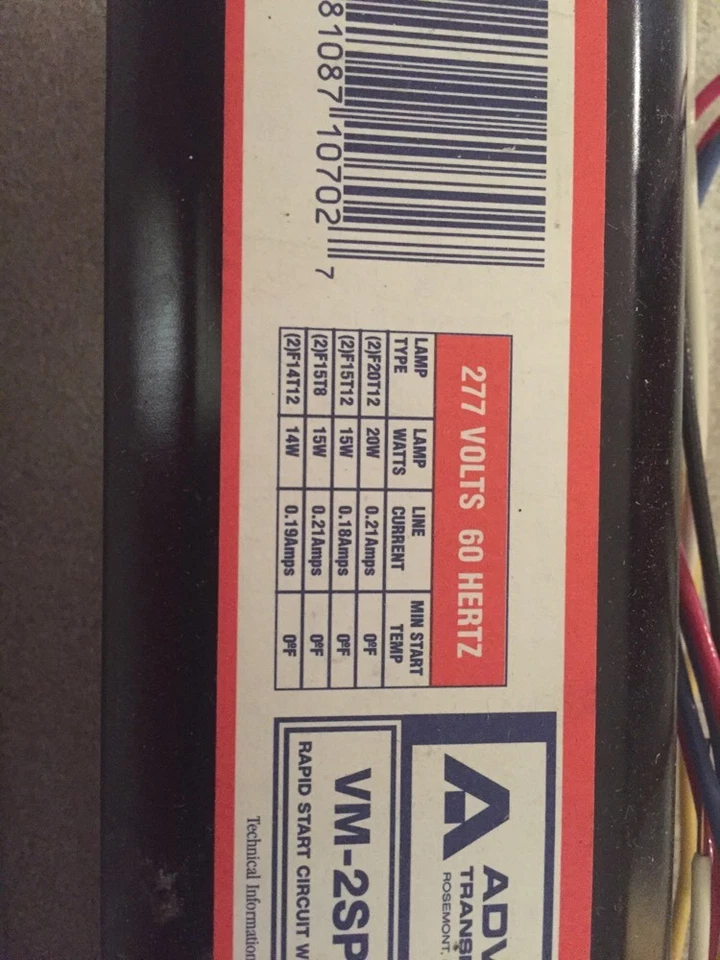 81087 10702 7
277 VOLTS 60 HERTZ
LAMP TYPE LAMP WATTS LINE CURRENT MIN START TEMP
(2)F20T12 20W 0.21Amps 0ºF
(2)F15T12 15W 0.18Amps 0ºF
(2)F15T8 15W 0.21Amps 0ºF
(2)F14T12 14W 0.19Amps 0ºF
ADV
TRANS
ROSEMONT,
VM-2SP
RAPID START CIRCUIT W
Technical Information